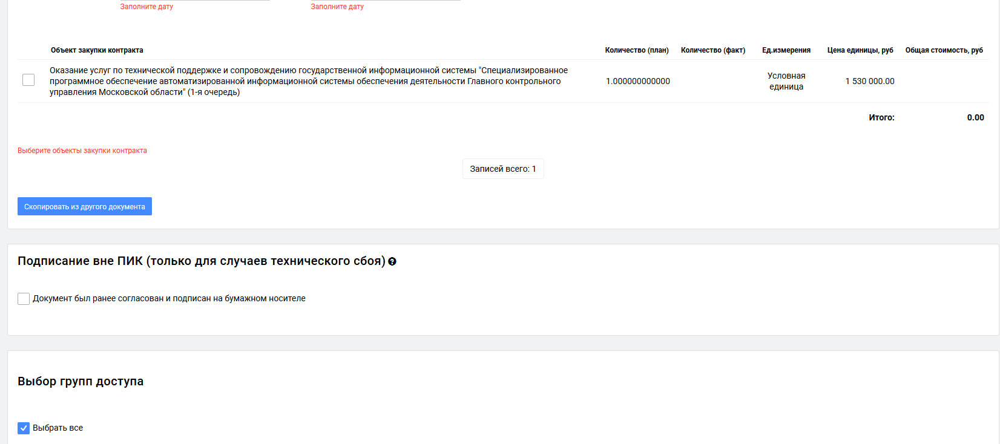 Заполните дату Заполните дату
Объект закупки контракта Количество (план) Количество (факт) Ед.измерения Цена единицы, руб Общая стоимость, руб
Оказание услуг по технической поддержке и сопровождению государственной информационной системы "Специализированное
программное обеспечение автоматизированной информационной системы обеспечения деятельности Главного контрольного
управления Московской области" (1-я очередь)
1.000000000000
Условная
единица
1 530 000.00
Итого: 0.00
Выберите объекты закупки контракта
Записей всего: 1
Скопировать из другого документа
Подписание вне ПИК (только для случаев технического сбоя) ?
Документ был ранее согласован и подписан на бумажном носителе
Выбор групп доступа
Выбрать все